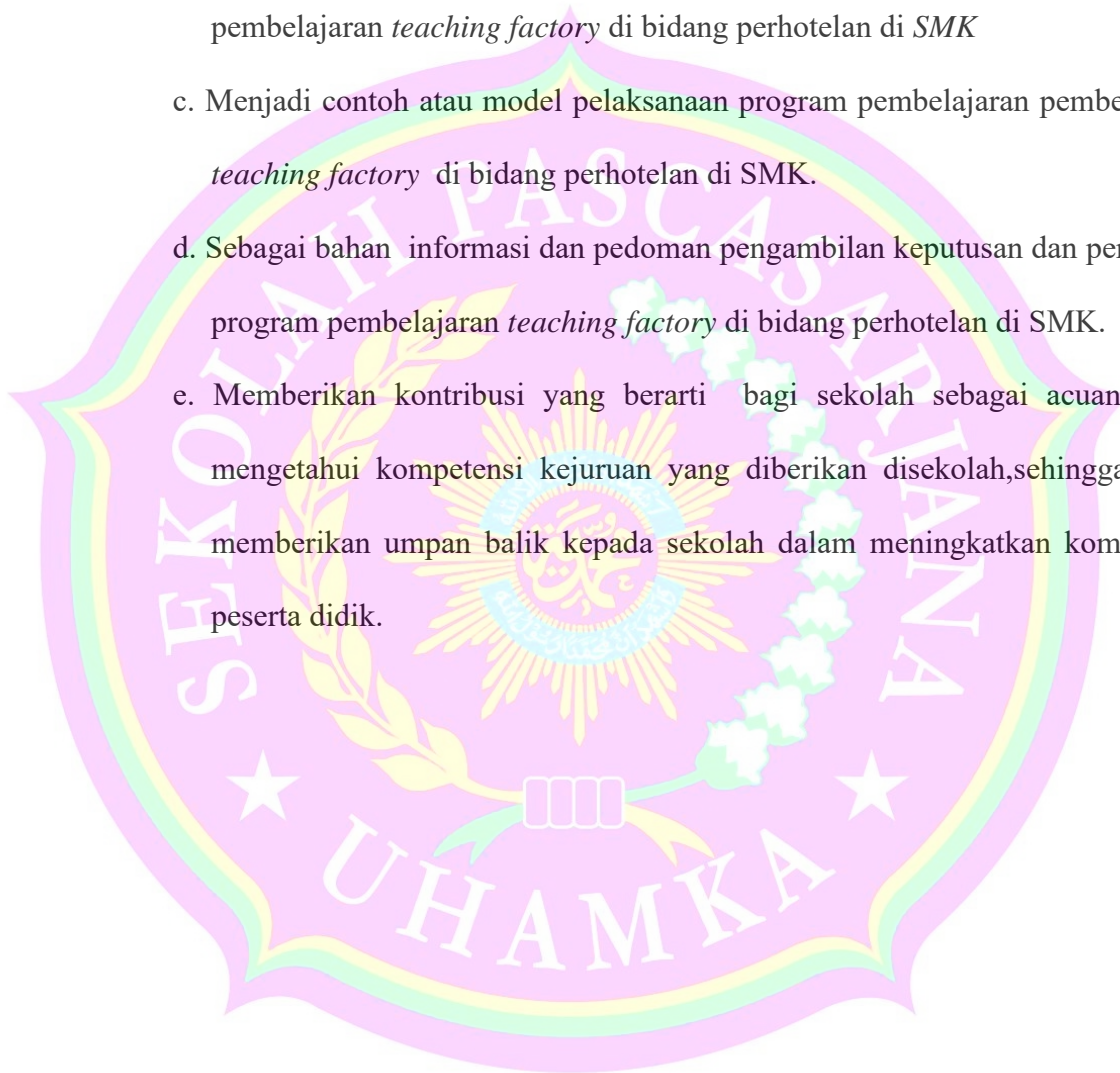 pembelajaran teaching factory di bidang perhotelan di SMK
c. Menjadi contoh atau model pelaksanaan program pembelajaran
teaching factory di bidang perhotelan di SMK.
d. Sebagai bahan informasi dan pedoman pengambilan keputusan dan
program pembelajaran teaching factory di bidang perhotelan di SMK.
e. Memberikan kontribusi yang berarti bagi sekolah sebagai acuan
mengetahui kompetensi kejuruan yang diberikan disekolah,sehingga
memberikan umpan balik kepada sekolah dalam meningkatkan
peserta didik.
SEKOLAH PASCASARJANA
UHAMKA